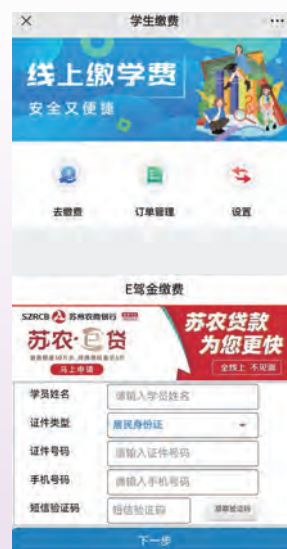 学生缴费
线上缴学费
安全又便捷
去缴费
订单管理
设置
E驾金缴费
SZRCB 苏州农商银行
苏农·e贷
马上申请
苏农贷款
为您更快
全线上 不见面
学员姓名
请输入学员姓名
证件类型
居民身份证
证件号码
请输入证件号码
手机号码
请输入手机号码
短信验证码
短信验证码
获取验证码
下一步